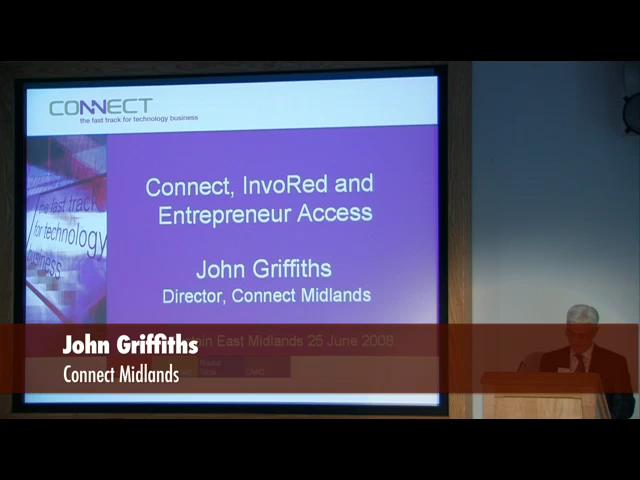 CONNECT
the fast track for technology business
Connect, InvoRed and
Entrepreneur Access
the fast track
for technology
business
John Griffiths
Director, Connect Midlands
East Midlands 25 June 2008
John Griffiths
Connect Midlands